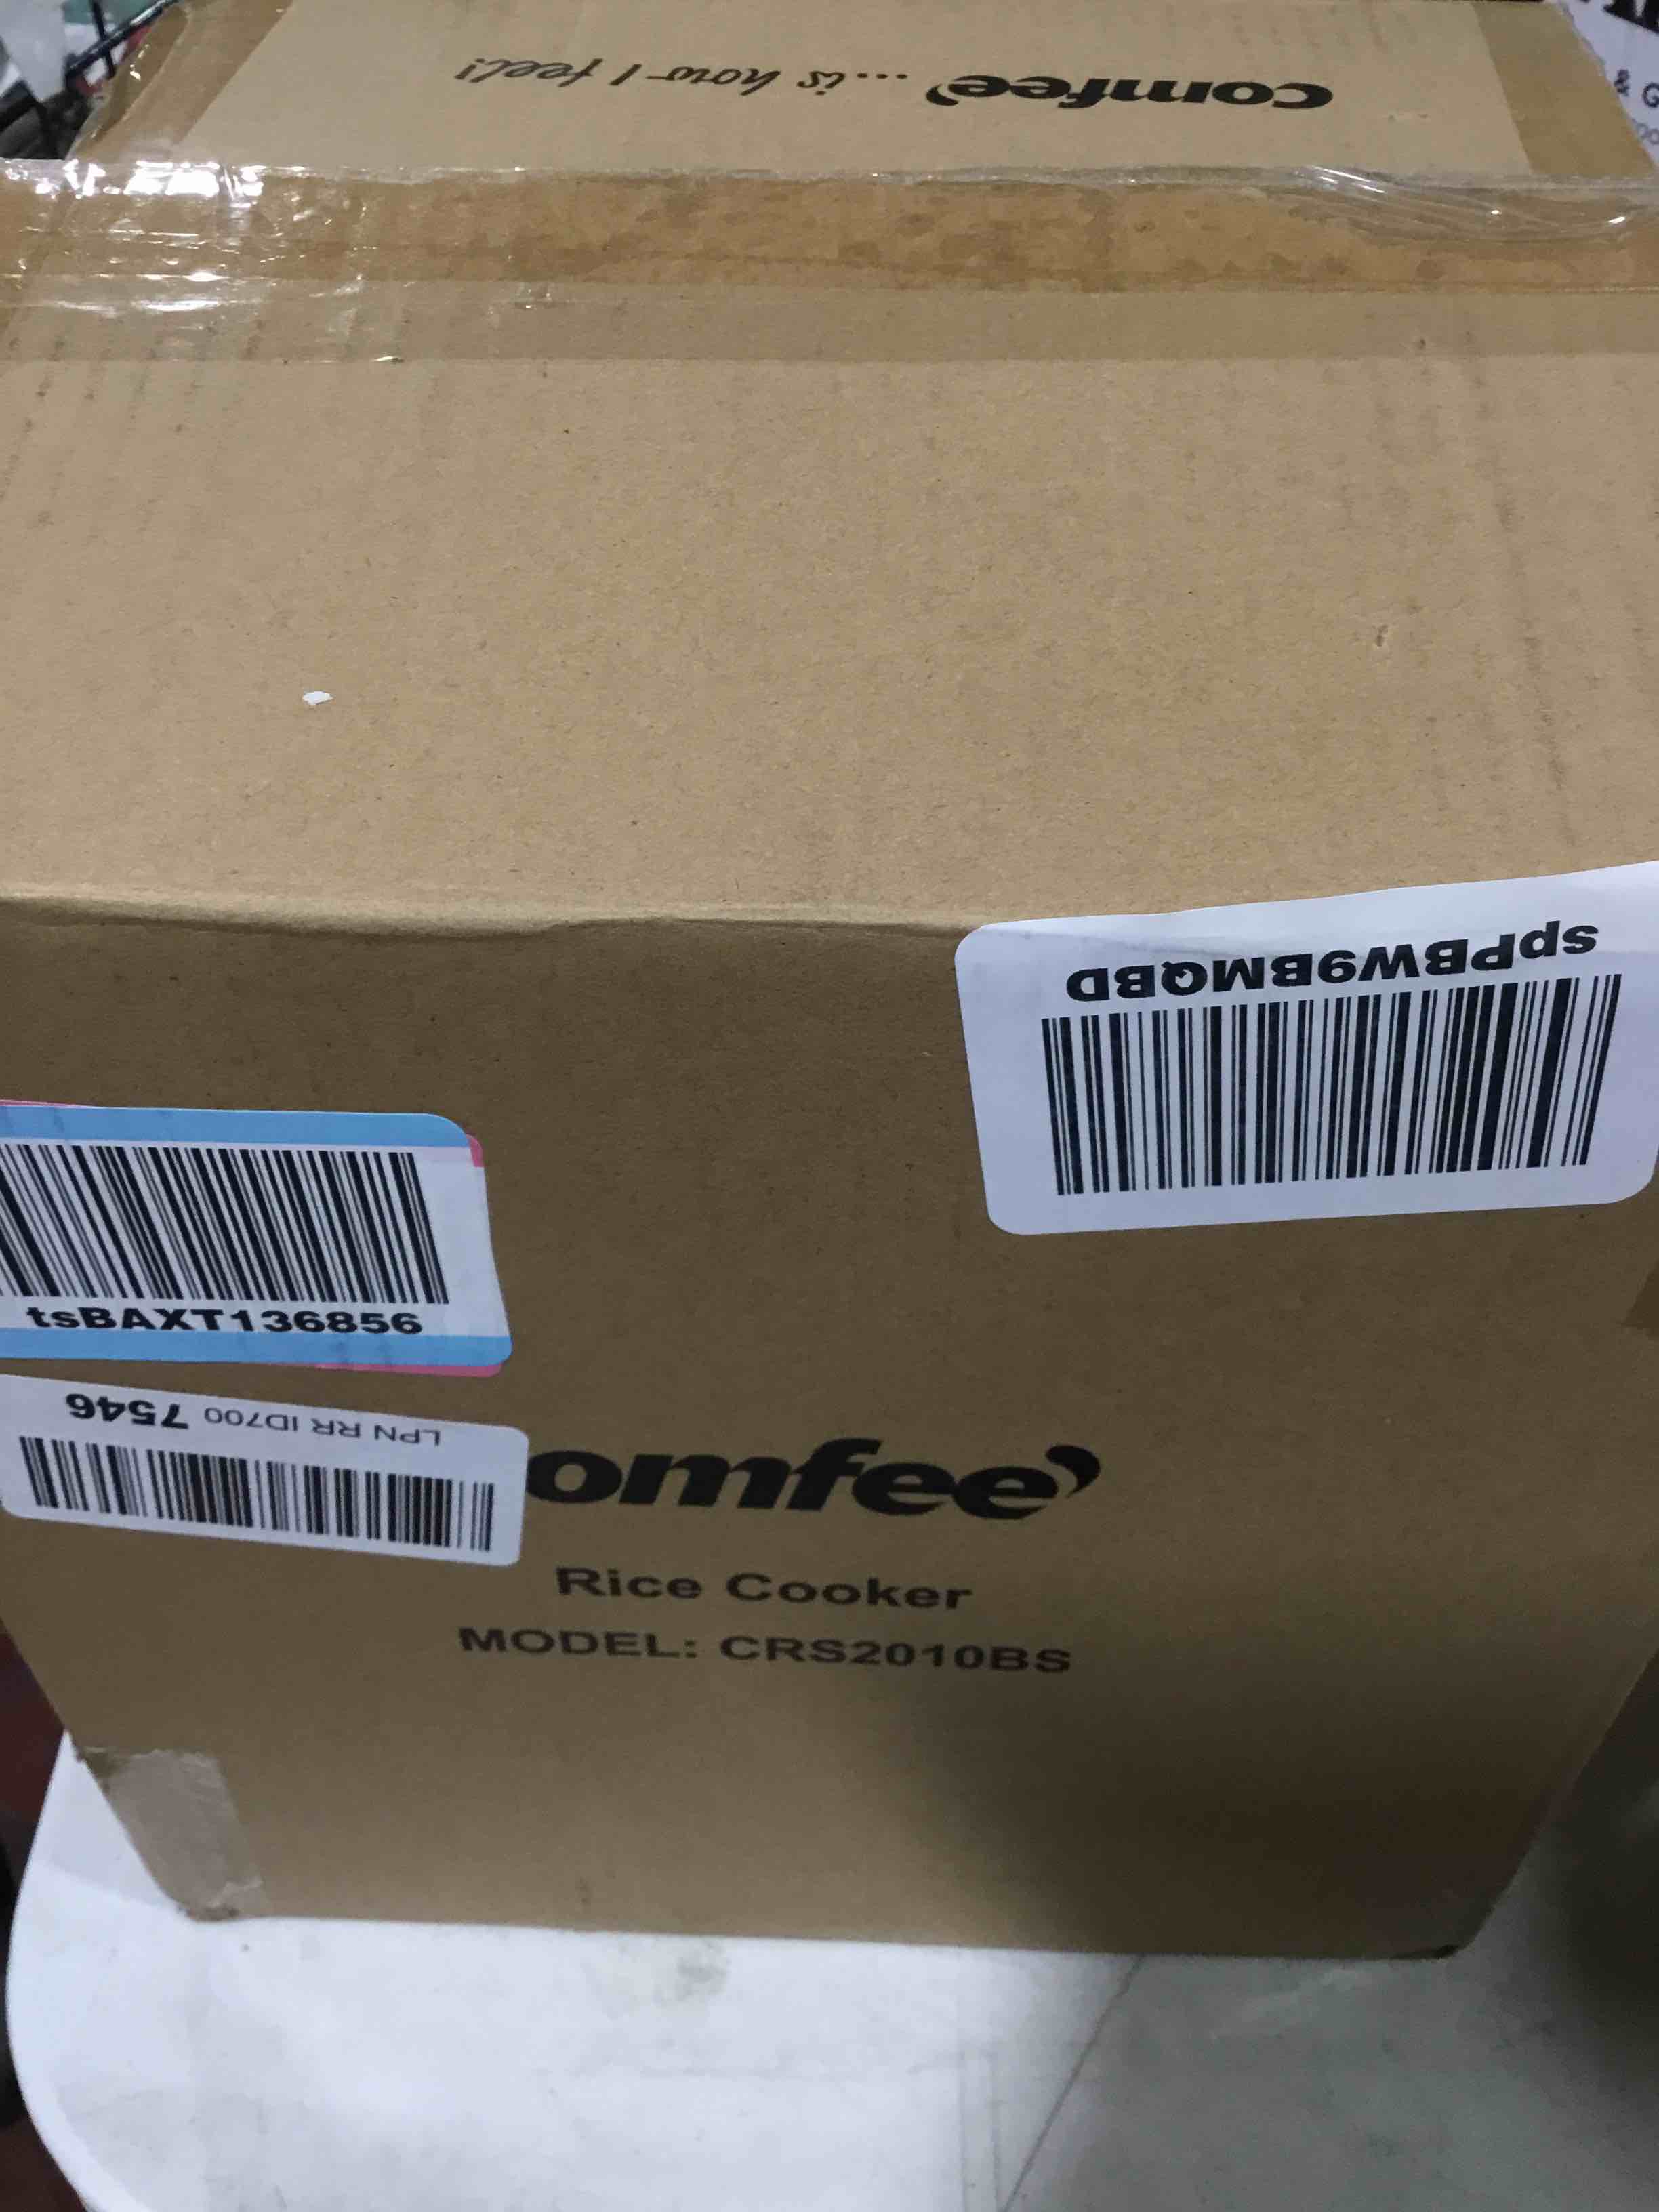 comfee' ...is how I feel!
& G
spPBW9BMQBD
tsBAXT136856
LPN RR ID700 7546
omfee'
Rice Cooker
MODEL: CRS2010BS